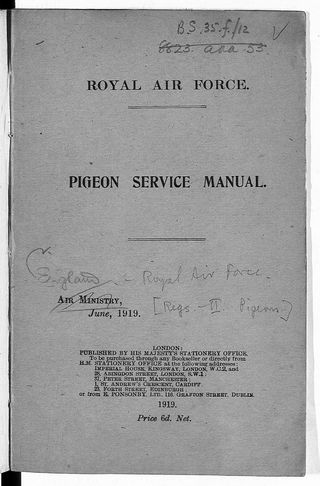 BS.35.f/12
8823. aaa. 53
ROYAL AIR FORCE.
PIGEON SERVICE MANUAL.
England. - Royal Air Force.
AIR MINISTRY,
[Regs. - II Pigeons.]
June, 1919.
LONDON:
PUBLISHED BY HIS MAJESTY'S STATIONERY OFFICE.
To be purchased through any Bookseller or directly from
H.M. STATIONERY OFFICE at the following addresses:
IMPERIAL HOUSE, KINGSWAY, LONDON, W.C.2, and
28, ABINGDON STREET, LONDON, S.W.1;
37, PETER STREET, MANCHESTER;
1, ST. ANDREW'S CRESCENT, CARDIFF;
23, FORTH STREET, EDINBURGH;
or from E. PONSONBY, LTD., 116, GRAFTON STREET, DUBLIN.
1919.
Price 6d. Net.